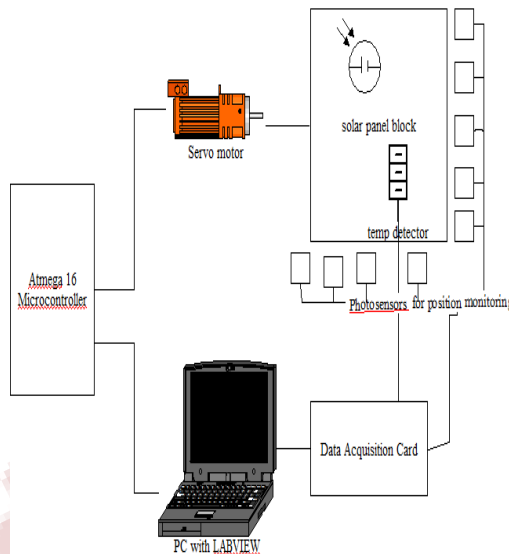 solar panel block
Servo motor
temp detector
Atmega 16
Microcontroller
Photosensors for position monitoring
Data Acquisition Card
PC with LABVIEW